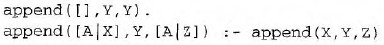 append([],Y,Y).
append([A|X],Y,[A|Z]) :- append(X,Y,Z)